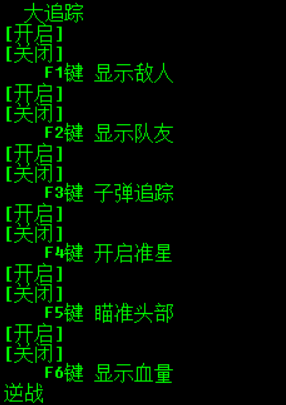 大追踪
[开启]
[关闭]
F1键 显示敌人
[开启]
[关闭]
F2键 显示队友
[开启]
[关闭]
F3键 子弹追踪
[开启]
[关闭]
F4键 开启准星
[开启]
[关闭]
F5键 瞄准头部
[开启]
[关闭]
F6键 显示血量
逆战